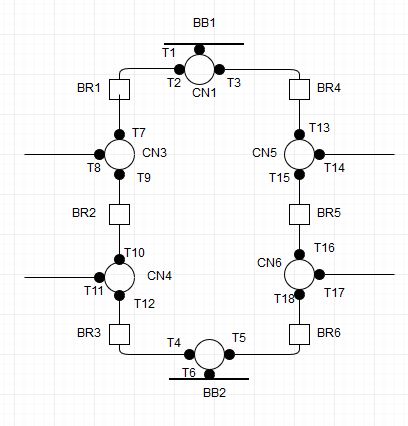 BB1
T1
T2 T3
CN1
BR1 BR4
T7 T13
CN3 CN5
T8 T14
T9 T15
BR2 BR5
T10 T16
CN4 CN6
T11 T17
T12 T18
BR3 BR6
T4 T5
T6
BB2